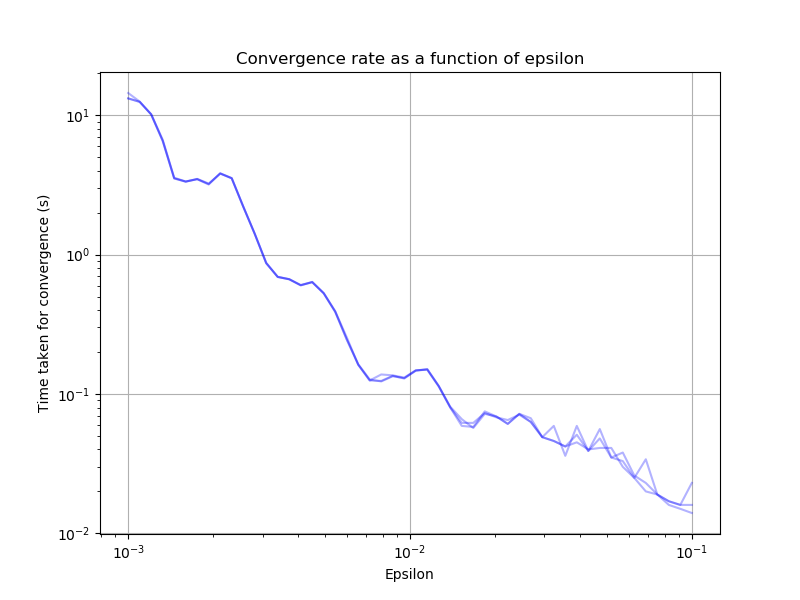 Convergence rate as a function of epsilon
Time taken for convergence (s)
10¹
10⁰
10⁻¹
10⁻²
10⁻³ 10⁻² 10⁻¹
Epsilon